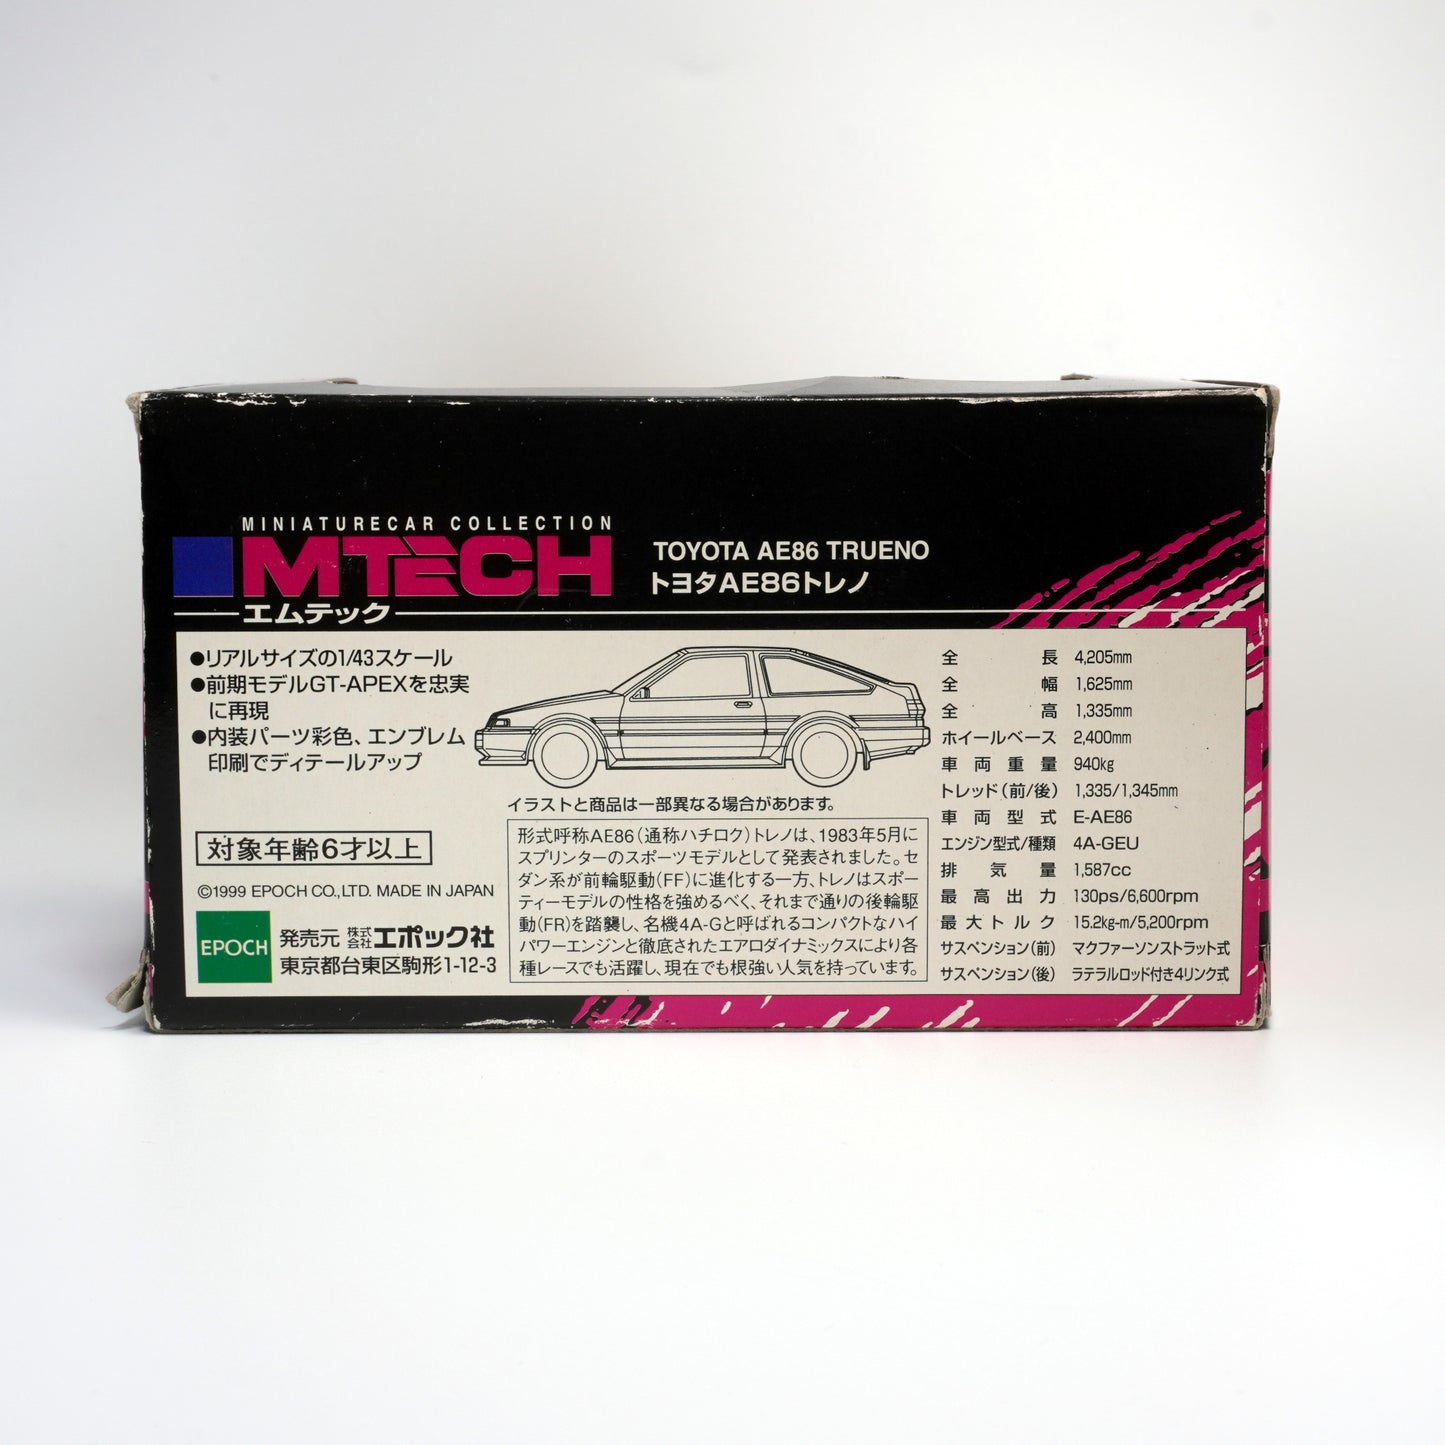 MINIATURECAR COLLECTION
MTECH
エムテック
TOYOTA AE86 TRUENO
トヨタAE86トレノ
●リアルサイズの1/43スケール
●前期モデルGT-APEXを忠実
に再現
●内装パーツ彩色、エンブレム
印刷でディテールアップ
対象年齢6才以上
©1999 EPOCH CO.,LTD. MADE IN JAPAN
EPOCH
発売元 株式会社エポック社
東京都台東区駒形1-12-3
イラストと商品は一部異なる場合があります。
形式呼称AE86(通称ハチロク)トレノは、1983年5月に
スプリンターのスポーツモデルとして発表されました。セ
ダン系が前輪駆動(FF)に進化する一方、トレノはスポー
ティーモデルの性格を強めるべく、それまで通りの後輪駆
動(FR)を踏襲し、名機4A-Gと呼ばれるコンパクトなハイ
パワーエンジンと徹底されたエアロダイナミックスにより各
種レースでも活躍し、現在でも根強い人気を持っています。
全長 4,205mm
全幅 1,625mm
全高 1,335mm
ホイールベース 2,400mm
車両重量 940kg
トレッド(前/後) 1,335/1,345mm
車両型式 E-AE86
エンジン型式/種類 4A-GEU
排気量 1,587cc
最高出力 130ps/6,600rpm
最大トルク 15.2kg-m/5,200rpm
サスペンション(前) マクファーソンストラット式
サスペンション(後) ラテラルロッド付き4リンク式